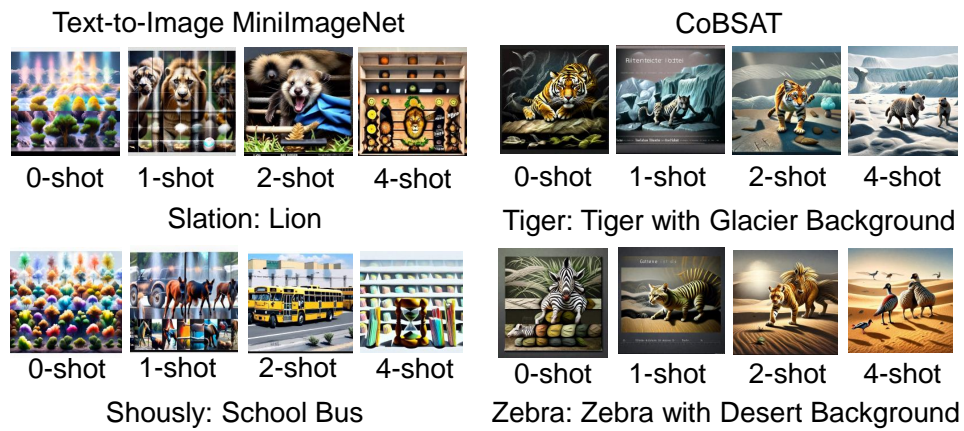 Text-to-Image MiniImageNet
CoBSAT
0-shot 1-shot 2-shot 4-shot
0-shot 1-shot 2-shot 4-shot
Slation: Lion
Tiger: Tiger with Glacier Background
0-shot 1-shot 2-shot 4-shot
0-shot 1-shot 2-shot 4-shot
Shously: School Bus
Zebra: Zebra with Desert Background